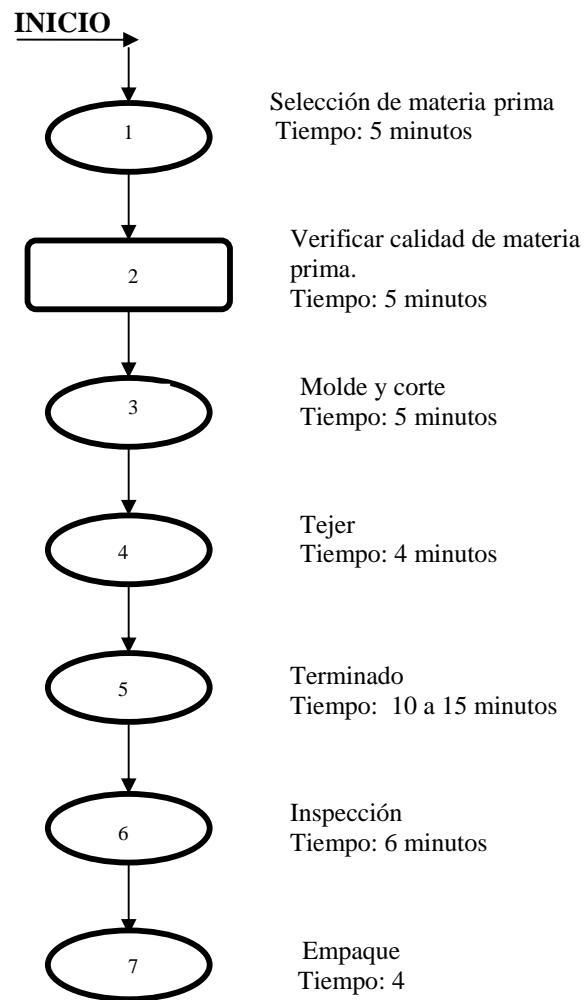 INICIO
1
Selección de materia prima
Tiempo: 5 minutos
2
Verificar calidad de materia
prima.
Tiempo: 5 minutos
3
Molde y corte
Tiempo: 5 minutos
4
Tejer
Tiempo: 4 minutos
5
Terminado
Tiempo: 10 a 15 minutos
6
Inspección
Tiempo: 6 minutos
7
Empaque
Tiempo: 4